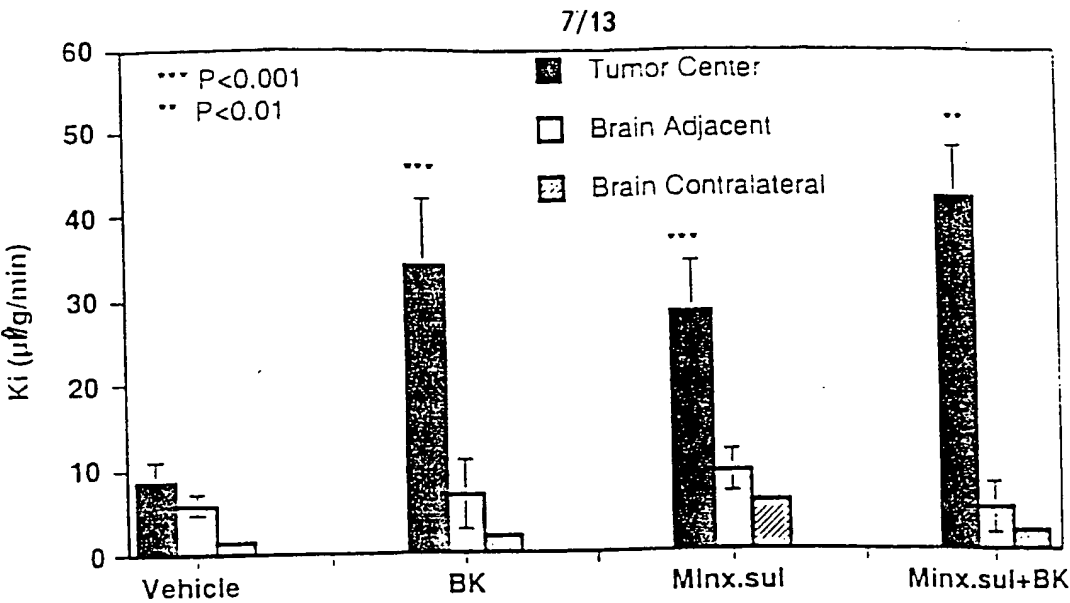 7/13
60
50
40
30
20
10
0
Ki (µl/g/min)
*** P<0.001
** P<0.01
Tumor Center
Brain Adjacent
Brain Contralateral
***
***
**
Vehicle
BK
Minx.sul
Minx.sul+BK